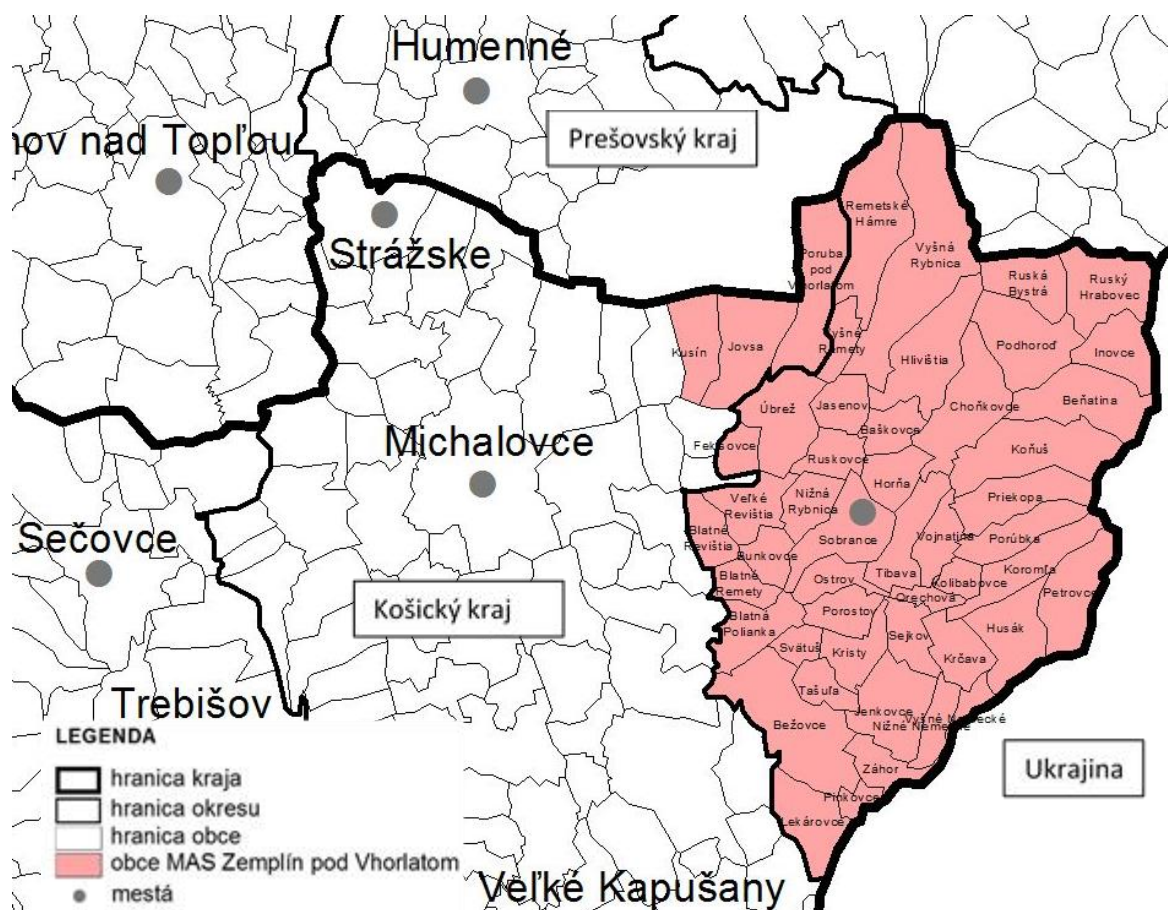 Humenné
Prešovský kraj
nov nad Topľou
Strážske
Remetské
Hámre
Poruba
pod
Vhorlatom
Vyšná
Rybnica
Ruská
Bystrá
Ruský
Hrabovec
Kusín
Jovsa
Vyšné
Remety
Hlivištia
Podhoroď
Inovce
Beňatina
Úbrež
Jasenov
Choňkovce
Baškovce
Michalovce
Fekišovce
Ruskovce
Koňuš
Horňa
Veľké
Revištia
Nižná
Rybnica
Priekopa
Sečovce
Blatné
Revištia
Sobrance
Vojnatina
Porúbka
Bunkovce
Blatné
Remety
Ostrov
Tibava
Kolibabovce
Koromľa
Petrovce
Orechová
Košický kraj
Blatná
Polianka
Porostov
Sejkov
Husák
Svätuš
Kristy
Krčava
Trebišov
Tašuľa
Bežovce
Jenkovce
Vyšné Nemecké
Nižné Nemecké
Záhor
Ukrajina
Pinkovce
Lekárovce
LEGENDA
hranica kraja
hranica okresu
hranica obce
obce MAS Zemplín pod Vhorlatom
mestá
Veľké Kapušany